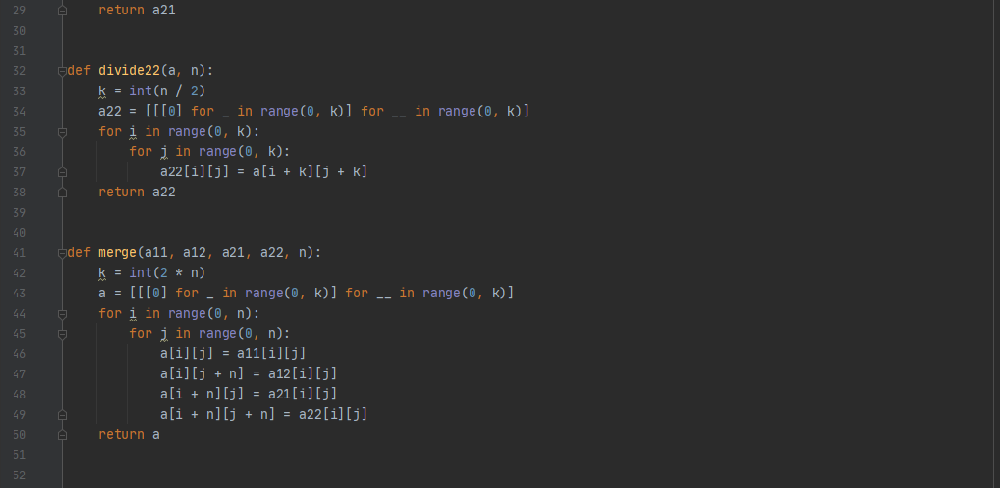 29 return a21
30
31
32 def divide22(a, n):
33 k = int(n / 2)
34 a22 = [[[0] for _ in range(0, k)] for __ in range(0, k)]
35 for i in range(0, k):
36 for j in range(0, k):
37 a22[i][j] = a[i + k][j + k]
38 return a22
39
40
41 def merge(a11, a12, a21, a22, n):
42 k = int(2 * n)
43 a = [[[0] for _ in range(0, k)] for __ in range(0, k)]
44 for i in range(0, n):
45 for j in range(0, n):
46 a[i][j] = a11[i][j]
47 a[i][j + n] = a12[i][j]
48 a[i + n][j] = a21[i][j]
49 a[i + n][j + n] = a22[i][j]
50 return a
51
52